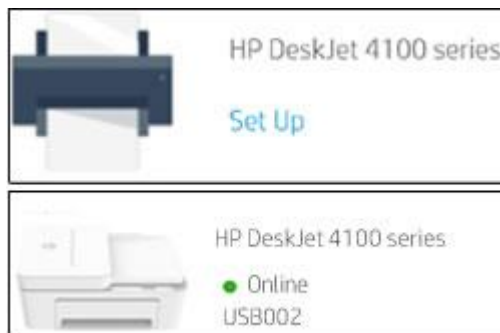 HP DeskJet 4100 series
Set Up
HP DeskJet 4100 series
Online
USB002